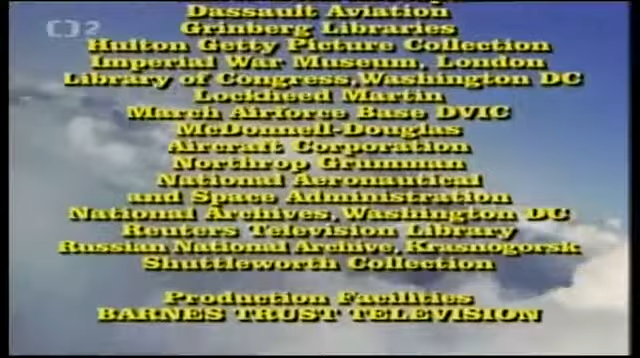 2
Dassault Aviation
Grinberg Libraries
Hulton Getty Picture Collection
Imperial War Museum, London
Library of Congress, Washington DC
Lockheed Martin
March Airforce Base DVIC
McDonnell-Douglas
Aircraft Corporation
Northrop Grumman
National Aeronautical
and Space Administration
National Archives, Washington DC
Reuters Television Library
Russian National Archive, Krasnogorsk
Shuttleworth Collection
Production Facilities
BARNES TRUST TELEVISION